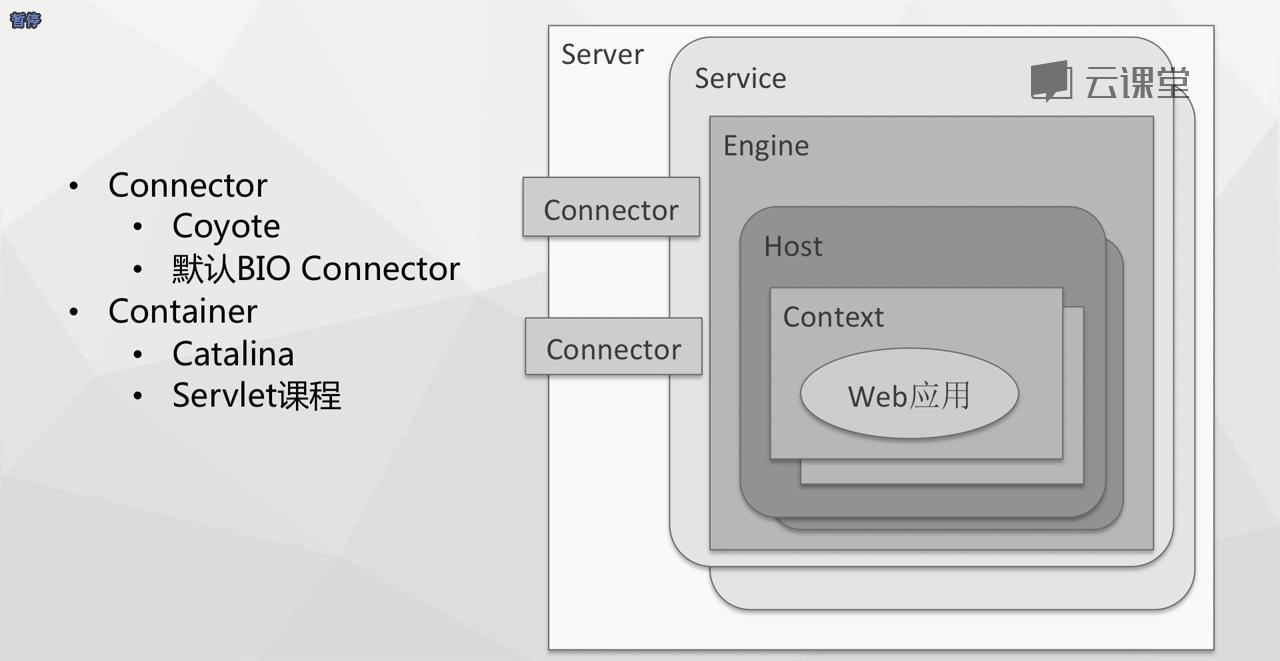 暂停
Connector
Coyote
默认BIO Connector
Container
Catalina
Servlet课程
Server
Service
云课堂
Engine
Connector
Host
Context
Connector
Web应用